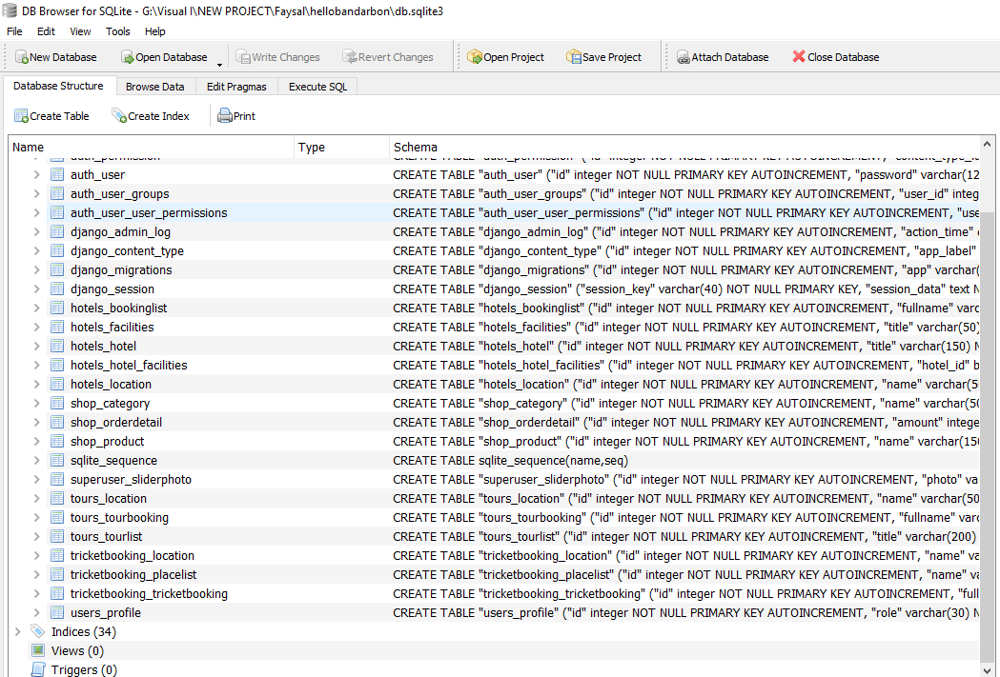 DB Browser for SQLite - G:\Visual I\NEW PROJECT\Faysal\hellobandarbon\db.sqlite3
File Edit View Tools Help
New Database Open Database Write Changes Revert Changes Open Project Save Project Attach Database Close Database
Database Structure Browse Data Edit Pragmas Execute SQL
Create Table Create Index Print
Name Type Schema
auth_permission CREATE TABLE "auth_permission" ("id" integer NOT NULL PRIMARY KEY AUTOINCREMENT, "content_type_i
auth_user CREATE TABLE "auth_user" ("id" integer NOT NULL PRIMARY KEY AUTOINCREMENT, "password" varchar(12
auth_user_groups CREATE TABLE "auth_user_groups" ("id" integer NOT NULL PRIMARY KEY AUTOINCREMENT, "user_id" integ
auth_user_user_permissions CREATE TABLE "auth_user_user_permissions" ("id" integer NOT NULL PRIMARY KEY AUTOINCREMENT, "use
django_admin_log CREATE TABLE "django_admin_log" ("id" integer NOT NULL PRIMARY KEY AUTOINCREMENT, "action_time"
django_content_type CREATE TABLE "django_content_type" ("id" integer NOT NULL PRIMARY KEY AUTOINCREMENT, "app_label"
django_migrations CREATE TABLE "django_migrations" ("id" integer NOT NULL PRIMARY KEY AUTOINCREMENT, "app" varchar(
django_session CREATE TABLE "django_session" ("session_key" varchar(40) NOT NULL PRIMARY KEY, "session_data" text N
hotels_bookinglist CREATE TABLE "hotels_bookinglist" ("id" integer NOT NULL PRIMARY KEY AUTOINCREMENT, "fullname" varc
hotels_facilities CREATE TABLE "hotels_facilities" ("id" integer NOT NULL PRIMARY KEY AUTOINCREMENT, "title" varchar(50)
hotels_hotel CREATE TABLE "hotels_hotel" ("id" integer NOT NULL PRIMARY KEY AUTOINCREMENT, "title" varchar(150) N
hotels_hotel_facilities CREATE TABLE "hotels_hotel_facilities" ("id" integer NOT NULL PRIMARY KEY AUTOINCREMENT, "hotel_id" b
hotels_location CREATE TABLE "hotels_location" ("id" integer NOT NULL PRIMARY KEY AUTOINCREMENT, "name" varchar(50
shop_category CREATE TABLE "shop_category" ("id" integer NOT NULL PRIMARY KEY AUTOINCREMENT, "name" varchar(50
shop_orderdetail CREATE TABLE "shop_orderdetail" ("id" integer NOT NULL PRIMARY KEY AUTOINCREMENT, "amount" intege
shop_product CREATE TABLE "shop_product" ("id" integer NOT NULL PRIMARY KEY AUTOINCREMENT, "name" varchar(150
sqlite_sequence CREATE TABLE sqlite_sequence(name,seq)
superuser_sliderphoto CREATE TABLE "superuser_sliderphoto" ("id" integer NOT NULL PRIMARY KEY AUTOINCREMENT, "photo" va
tours_location CREATE TABLE "tours_location" ("id" integer NOT NULL PRIMARY KEY AUTOINCREMENT, "name" varchar(50
tours_tourbooking CREATE TABLE "tours_tourbooking" ("id" integer NOT NULL PRIMARY KEY AUTOINCREMENT, "fullname" varc
tours_tourlist CREATE TABLE "tours_tourlist" ("id" integer NOT NULL PRIMARY KEY AUTOINCREMENT, "title" varchar(200)
tricketbooking_location CREATE TABLE "tricketbooking_location" ("id" integer NOT NULL PRIMARY KEY AUTOINCREMENT, "name" va
tricketbooking_placelist CREATE TABLE "tricketbooking_placelist" ("id" integer NOT NULL PRIMARY KEY AUTOINCREMENT, "name" va
tricketbooking_tricketbooking CREATE TABLE "tricketbooking_tricketbooking" ("id" integer NOT NULL PRIMARY KEY AUTOINCREMENT, "full
users_profile CREATE TABLE "users_profile" ("id" integer NOT NULL PRIMARY KEY AUTOINCREMENT, "role" varchar(30) N
Indices (34)
Views (0)
Triggers (0)